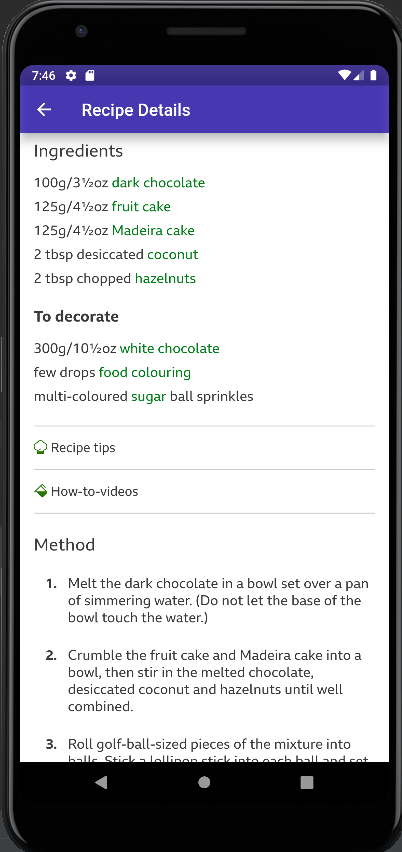 7:46
Recipe Details
Ingredients
100g/3½oz dark chocolate
125g/4½oz fruit cake
125g/4½oz Madeira cake
2 tbsp desiccated coconut
2 tbsp chopped hazelnuts
To decorate
300g/10½oz white chocolate
few drops food colouring
multi-coloured sugar ball sprinkles
Recipe tips
How-to-videos
Method
1. Melt the dark chocolate in a bowl set over a pan
of simmering water. (Do not let the base of the
bowl touch the water.)
2. Crumble the fruit cake and Madeira cake into a
bowl, then stir in the melted chocolate,
desiccated coconut and hazelnuts until well
combined.
3. Roll golf-ball-sized pieces of the mixture into
balls. Stick a lollipop stick into each ball and set